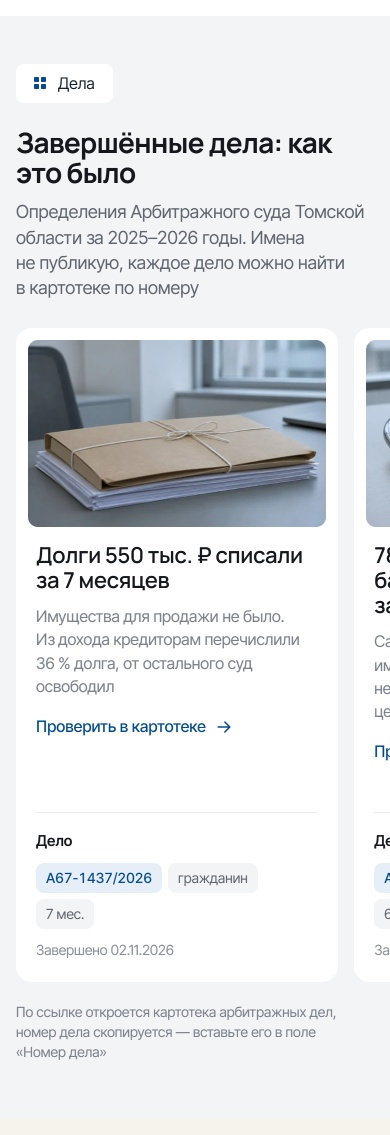 Дела
Завершённые дела: как
это было
Определения Арбитражного суда Томской
области за 2025–2026 годы. Имена
не публикую, каждое дело можно найти
в картотеке по номеру
Долги 550 тыс. ₽ списали
за 7 месяцев
Имущества для продажи не было.
Из дохода кредиторам перечислили
36 % долга, от остального суд
освободил
Проверить в картотеке →
Дело
А67-1437/2026 гражданин
7 мес.
Завершено 02.11.2026
По ссылке откроется картотека арбитражных дел,
номер дела скопируется — вставьте его в поле
«Номер дела»